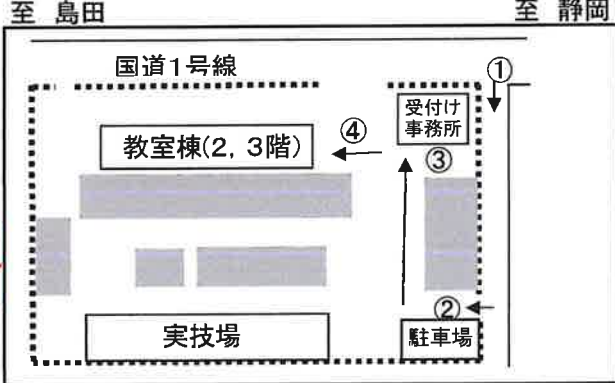 至 島田
至 静岡
国道1号線
①
受付け
事務所
教室棟(2, 3階)
④
③
②
実技場
駐車場